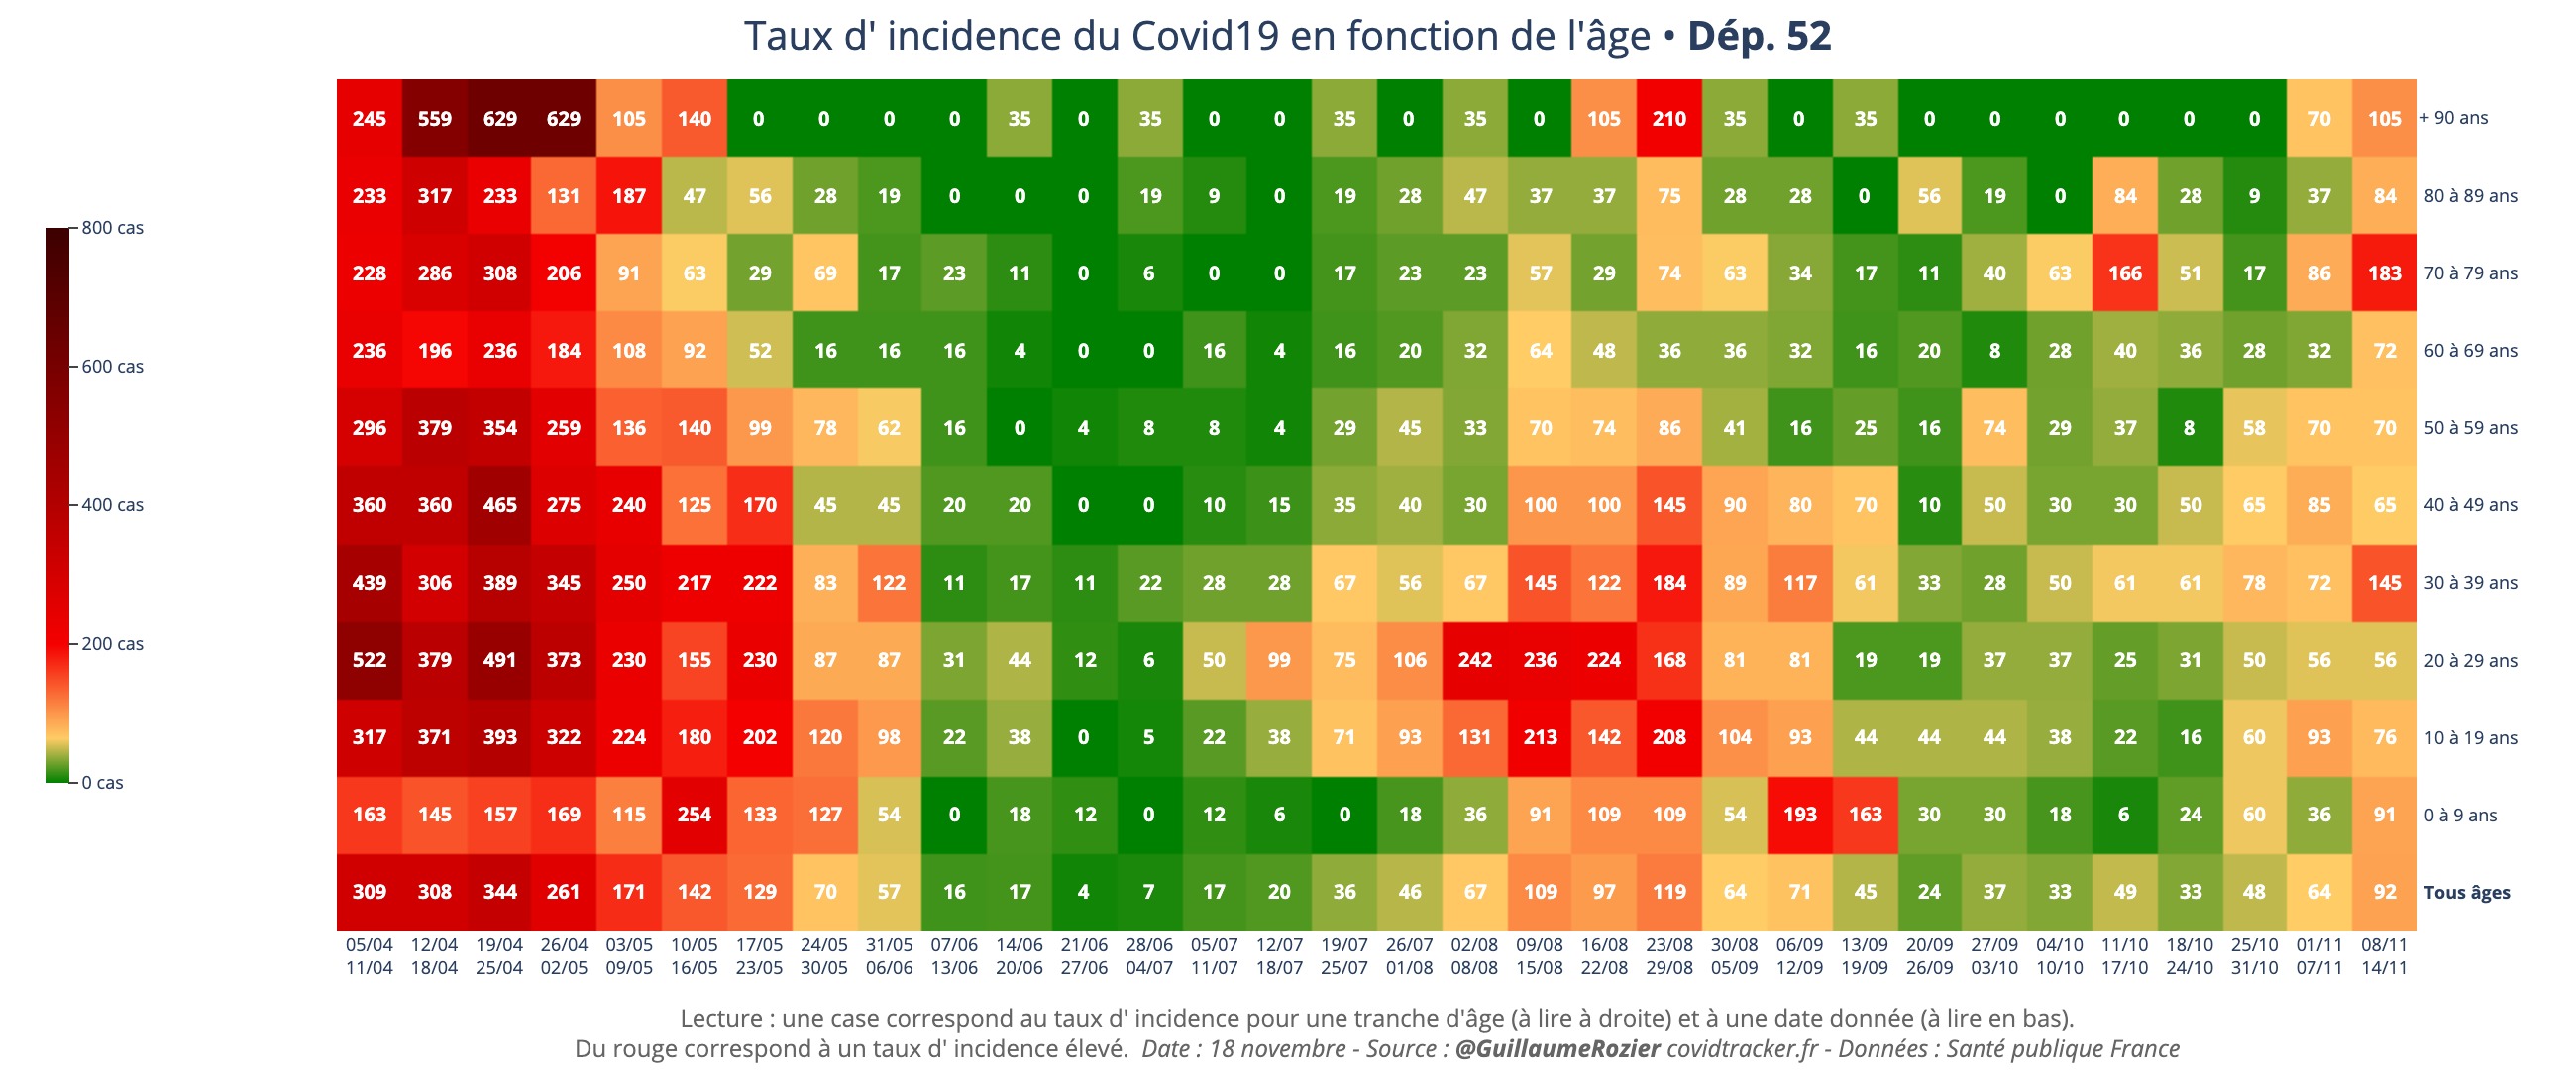 Taux d' incidence du Covid19 en fonction de l'âge • Dép. 52
800 cas
600 cas
400 cas
200 cas
0 cas
245 559 629 629 105 140 0 0 0 0 35 0 35 0 0 35 0 35 0 105 210 35 0 35 0 0 0 0 0 0 70 105 + 90 ans
233 317 233 131 187 47 56 28 19 0 0 0 19 9 0 19 28 47 37 37 75 28 28 0 56 19 0 84 28 9 37 84 80 à 89 ans
228 286 308 206 91 63 29 69 17 23 11 0 6 0 0 17 23 23 57 29 74 63 34 17 11 40 63 166 51 17 86 183 70 à 79 ans
236 196 236 184 108 92 52 16 16 16 4 0 0 16 4 16 20 32 64 48 36 36 32 16 20 8 28 40 36 28 32 72 60 à 69 ans
296 379 354 259 136 140 99 78 62 16 0 4 8 8 4 29 45 33 70 74 86 41 16 25 16 74 29 37 8 58 70 70 50 à 59 ans
360 360 465 275 240 125 170 45 45 20 20 0 0 10 15 35 40 30 100 100 145 90 80 70 10 50 30 30 50 65 85 65 40 à 49 ans
439 306 389 345 250 217 222 83 122 11 17 11 22 28 28 67 56 67 145 122 184 89 117 61 33 28 50 61 61 78 72 145 30 à 39 ans
522 379 491 373 230 155 230 87 87 31 44 12 6 50 99 75 106 242 236 224 168 81 81 19 19 37 37 25 31 50 56 56 20 à 29 ans
317 371 393 322 224 180 202 120 98 22 38 0 5 22 38 71 93 131 213 142 208 104 93 44 44 44 38 22 16 60 93 76 10 à 19 ans
163 145 157 169 115 254 133 127 54 0 18 12 0 12 6 0 18 36 91 109 109 54 193 163 30 30 18 6 24 60 36 91 0 à 9 ans
309 308 344 261 171 142 129 70 57 16 17 4 7 17 20 36 46 67 109 97 119 64 71 45 24 37 33 49 33 48 64 92 Tous âges
05/04 12/04 19/04 26/04 03/05 10/05 17/05 24/05 31/05 07/06 14/06 21/06 28/06 05/07 12/07 19/07 26/07 02/08 09/08 16/08 23/08 30/08 06/09 13/09 20/09 27/09 04/10 11/10 18/10 25/10 01/11 08/11
11/04 18/04 25/04 02/05 09/05 16/05 23/05 30/05 06/06 13/06 20/06 27/06 04/07 11/07 18/07 25/07 01/08 08/08 15/08 22/08 29/08 05/09 12/09 19/09 26/09 03/10 10/10 17/10 24/10 31/10 07/11 14/11
Lecture : une case correspond au taux d' incidence pour une tranche d'âge (à lire à droite) et à une date donnée (à lire en bas).
Du rouge correspond à un taux d' incidence élevé. Date : 18 novembre - Source : @GuillaumeRozier covidtracker.fr - Données : Santé publique France